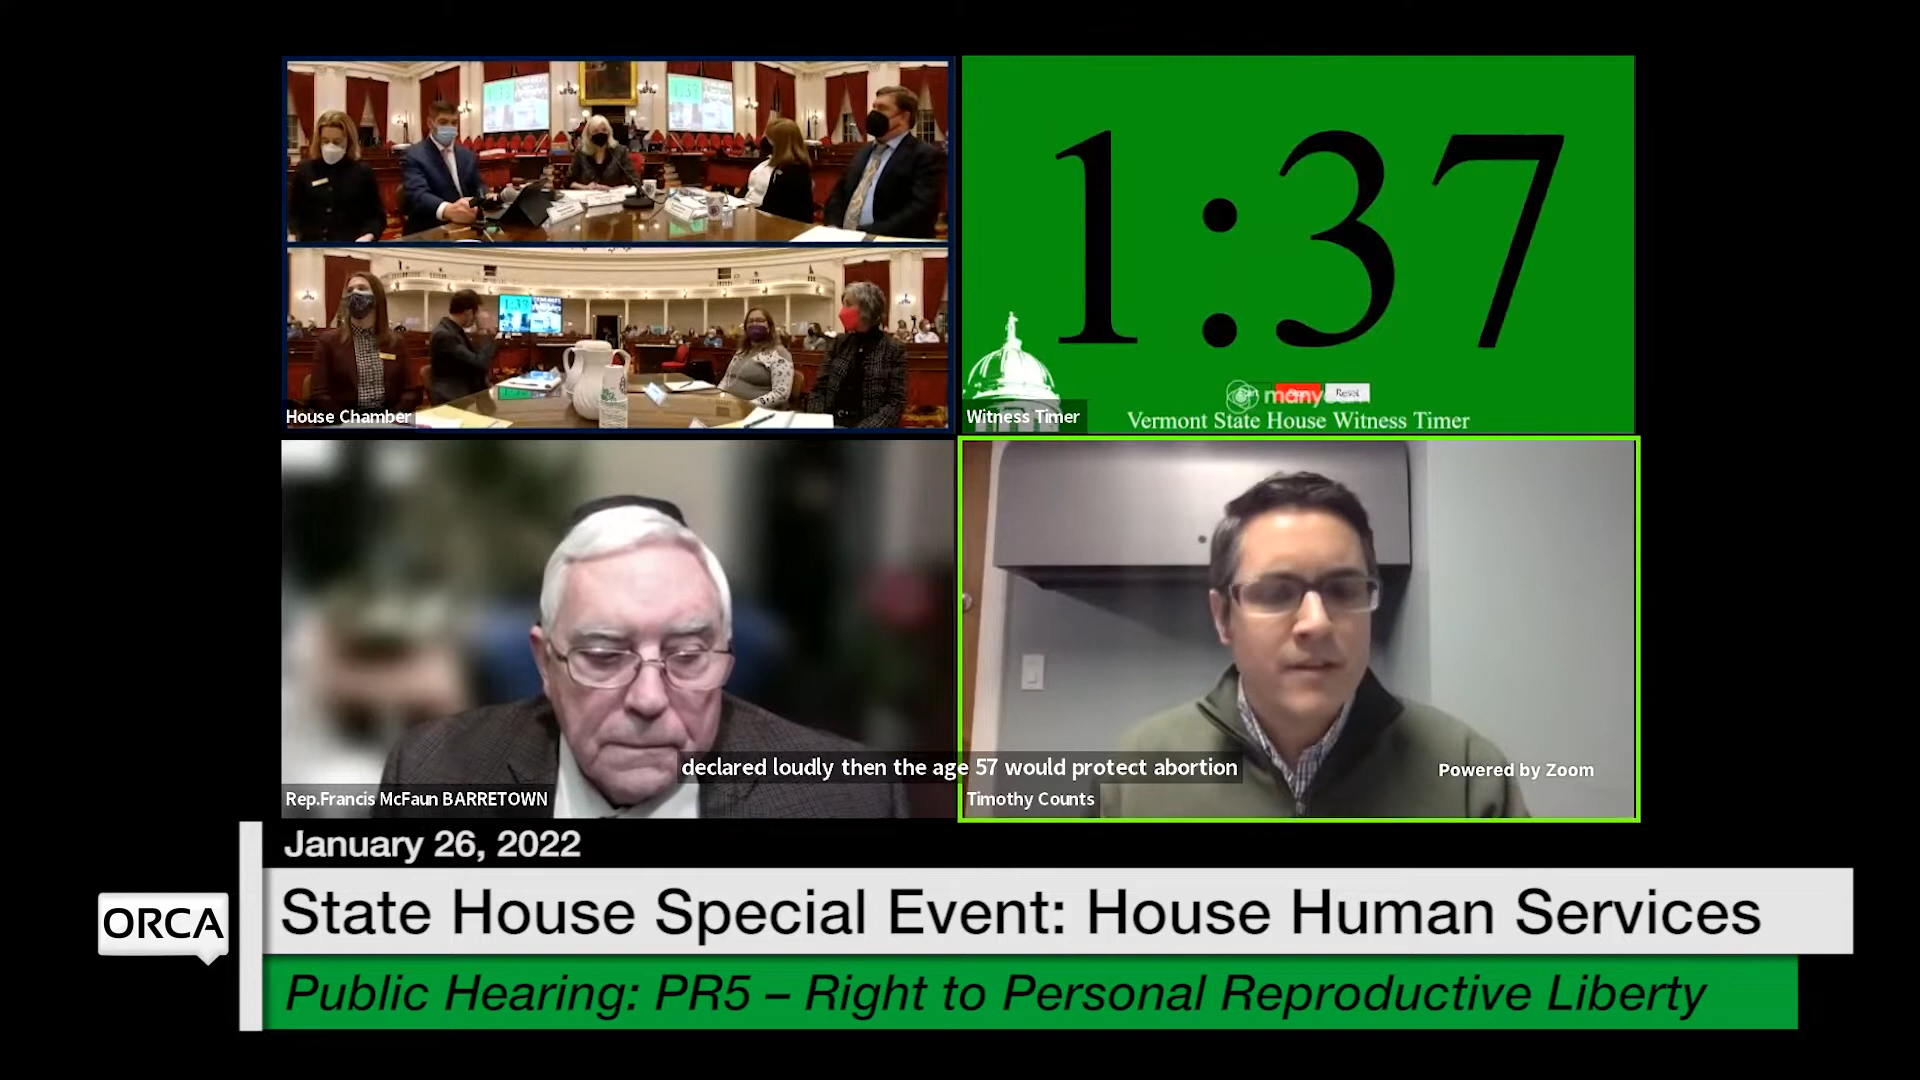 1:37
House Chamber
Witness Timer
many
Reset
Vermont State House Witness Timer
declared loudly then the age 57 would protect abortion
Powered by Zoom
Rep.Francis McFaun BARRETOWN
Timothy Counts
January 26, 2022
ORCA
State House Special Event: House Human Services
Public Hearing: PR5 – Right to Personal Reproductive Liberty